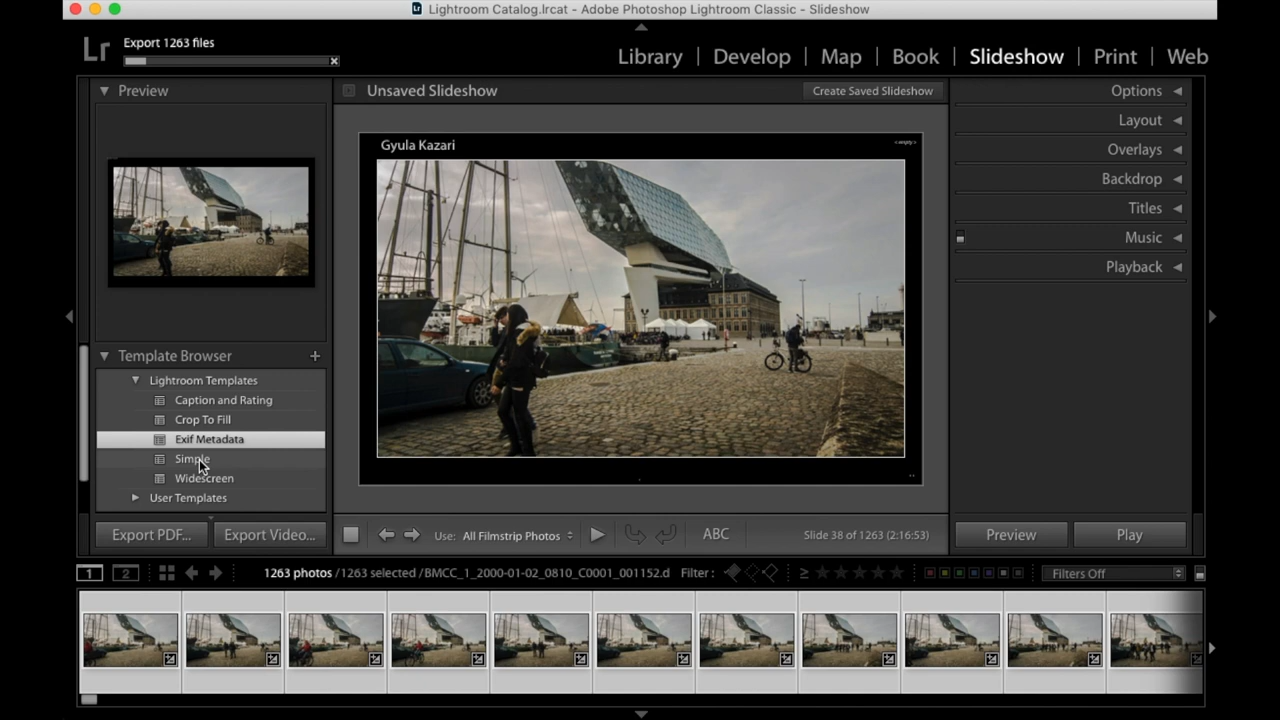 Lightroom Catalog.lrcat - Adobe Photoshop Lightroom Classic - Slideshow
Lr
Export 1263 files
Library | Develop | Map | Book | Slideshow | Print | Web
Preview
Unsaved Slideshow
Create Saved Slideshow
Options
Layout
Overlays
Backdrop
Titles
Music
Playback
Gyula Kazari
<empty>
Template Browser +
Lightroom Templates
Caption and Rating
Crop To Fill
Exif Metadata
Simple
Widescreen
User Templates
Export PDF...
Export Video...
Use: All Filmstrip Photos
ABC
Slide 38 of 1263 (2:16:53)
Preview
Play
1
2
1263 photos /1263 selected /BMCC_1_2000-01-02_0810_C0001_001152.d
Filter :
≥
Filters Off